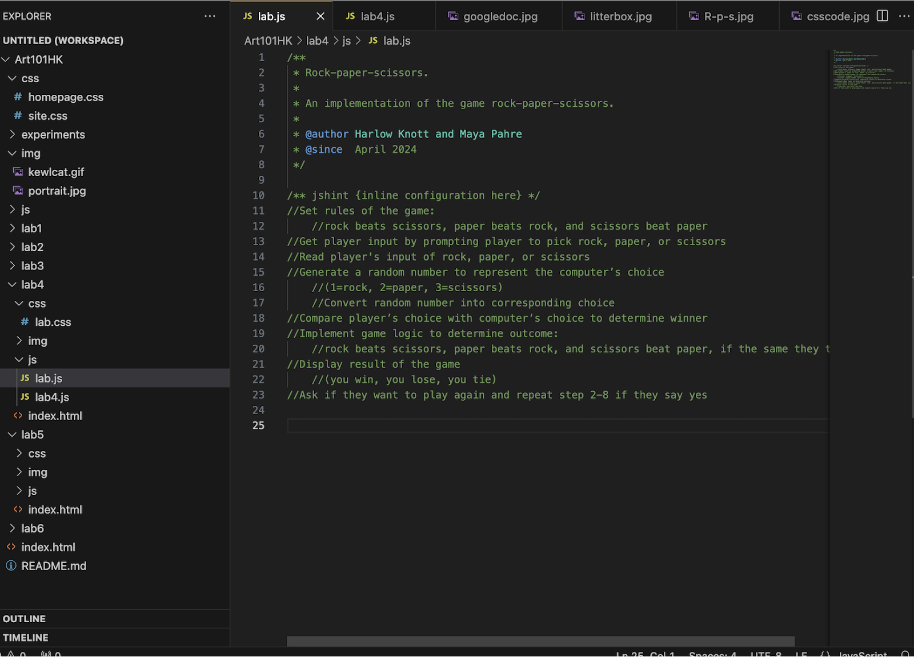 EXPLORER
...
UNTITLED (WORKSPACE)
Art101HK
css
# homepage.css
# site.css
experiments
img
kewlcat.gif
portrait.jpg
js
lab1
lab2
lab3
lab4
css
# lab.css
img
js
JS lab.js
JS lab4.js
<> index.html
lab5
css
img
js
<> index.html
lab6
<> index.html
README.md
OUTLINE
TIMELINE
0 0
JS lab.js
JS lab4.js
googledoc.jpg
litterbox.jpg
R-p-s.jpg
csscode.jpg
...
Art101HK > lab4 > js > JS lab.js
1 /**
2 * Rock-paper-scissors.
3 *
4 * An implementation of the game rock-paper-scissors.
5 *
6 * @author Harlow Knott and Maya Pahre
7 * @since  April 2024
8 */
9
10 /** jshint {inline configuration here} */
11 //Set rules of the game:
12 //rock beats scissors, paper beats rock, and scissors beat paper
13 //Get player input by prompting player to pick rock, paper, or scissors
14 //Read player's input of rock, paper, or scissors
15 //Generate a random number to represent the computer’s choice
16 //(1=rock, 2=paper, 3=scissors)
17 //Convert random number into corresponding choice
18 //Compare player’s choice with computer’s choice to determine winner
19 //Implement game logic to determine outcome:
20 //rock beats scissors, paper beats rock, and scissors beat paper, if the same they t
21 //Display result of the game
22 //(you win, you lose, you tie)
23 //Ask if they want to play again and repeat step 2-8 if they say yes
24
25
Ln 25, Col 1 Spaces: 4 UTF-8 LF {} JavaScript